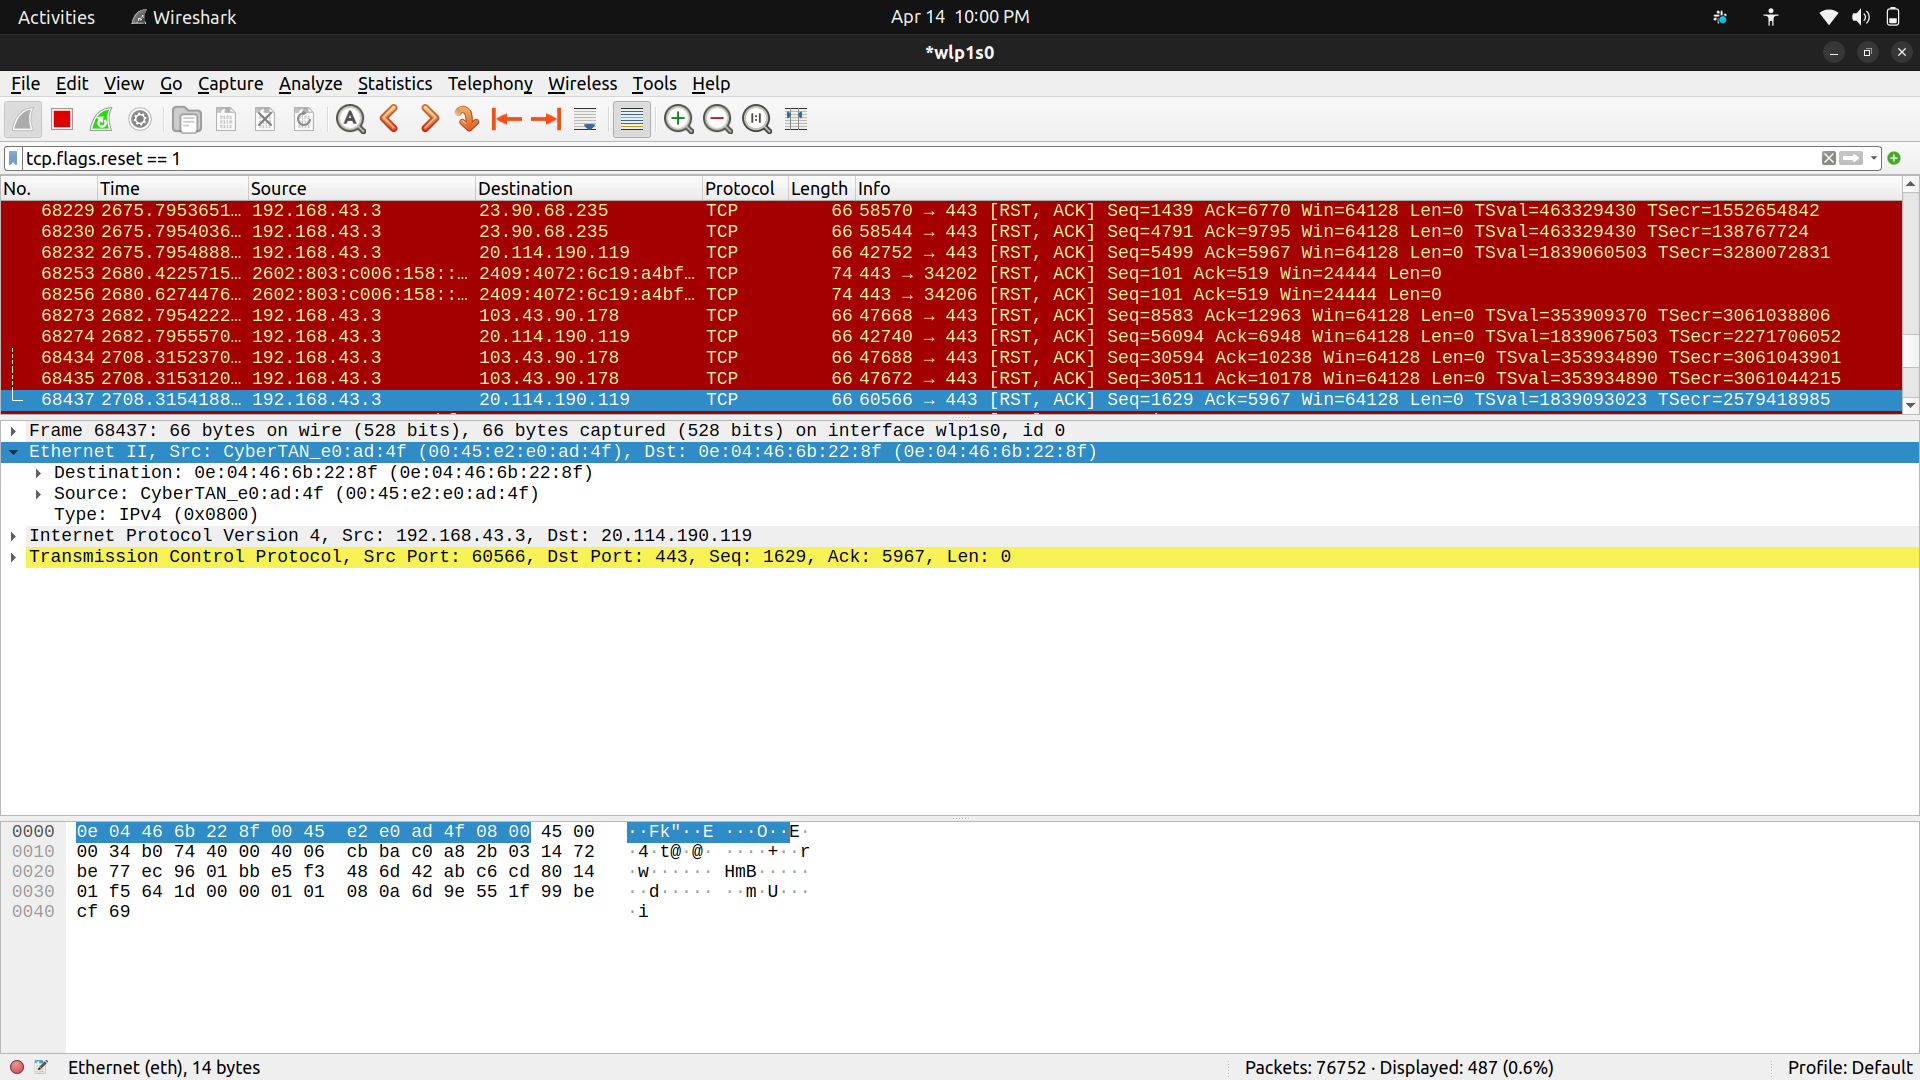 Activities Wireshark Apr 14 10:00 PM
*wlp1s0
File Edit View Go Capture Analyze Statistics Telephony Wireless Tools Help
tcp.flags.reset == 1
No. Time Source Destination Protocol Length Info
68229 2675.7953651… 192.168.43.3 23.90.68.235 TCP 66 58570 → 443 [RST, ACK] Seq=1439 Ack=6770 Win=64128 Len=0 TSval=463329430 TSecr=1552654842
68230 2675.7954036… 192.168.43.3 23.90.68.235 TCP 66 58544 → 443 [RST, ACK] Seq=4791 Ack=9795 Win=64128 Len=0 TSval=463329430 TSecr=138767724
68232 2675.7954888… 192.168.43.3 20.114.190.119 TCP 66 42752 → 443 [RST, ACK] Seq=5499 Ack=5967 Win=64128 Len=0 TSval=1839060503 TSecr=3280072831
68253 2680.4225715… 2602:803:c006:158::… 2409:4072:6c19:a4bf… TCP 74 443 → 34202 [RST, ACK] Seq=101 Ack=519 Win=24444 Len=0
68256 2680.6274476… 2602:803:c006:158::… 2409:4072:6c19:a4bf… TCP 74 443 → 34206 [RST, ACK] Seq=101 Ack=519 Win=24444 Len=0
68273 2682.7954222… 192.168.43.3 103.43.90.178 TCP 66 47668 → 443 [RST, ACK] Seq=8583 Ack=12963 Win=64128 Len=0 TSval=353909370 TSecr=3061038806
68274 2682.7955570… 192.168.43.3 20.114.190.119 TCP 66 42740 → 443 [RST, ACK] Seq=56094 Ack=6948 Win=64128 Len=0 TSval=1839067503 TSecr=2271706052
68434 2708.3152370… 192.168.43.3 103.43.90.178 TCP 66 47688 → 443 [RST, ACK] Seq=30594 Ack=10238 Win=64128 Len=0 TSval=353934890 TSecr=3061043901
68435 2708.3153120… 192.168.43.3 103.43.90.178 TCP 66 47672 → 443 [RST, ACK] Seq=30511 Ack=10178 Win=64128 Len=0 TSval=353934890 TSecr=3061044215
68437 2708.3154188… 192.168.43.3 20.114.190.119 TCP 66 60566 → 443 [RST, ACK] Seq=1629 Ack=5967 Win=64128 Len=0 TSval=1839093023 TSecr=2579418985
Frame 68437: 66 bytes on wire (528 bits), 66 bytes captured (528 bits) on interface wlp1s0, id 0
Ethernet II, Src: CyberTAN_e0:ad:4f (00:45:e2:e0:ad:4f), Dst: 0e:04:46:6b:22:8f (0e:04:46:6b:22:8f)
Destination: 0e:04:46:6b:22:8f (0e:04:46:6b:22:8f)
Source: CyberTAN_e0:ad:4f (00:45:e2:e0:ad:4f)
Type: IPv4 (0x0800)
Internet Protocol Version 4, Src: 192.168.43.3, Dst: 20.114.190.119
Transmission Control Protocol, Src Port: 60566, Dst Port: 443, Seq: 1629, Ack: 5967, Len: 0
0000 0e 04 46 6b 22 8f 00 45 e2 e0 ad 4f 08 00 45 00 ··Fk"··E ···O··E·
0010 00 34 b0 74 40 00 40 06 cb ba c0 a8 2b 03 14 72 ·4·t@·@· ····+··r
0020 be 77 ec 96 01 bb e5 f3 48 6d 42 ab c6 cd 80 14 ·w······ HmB·····
0030 01 f5 64 1d 00 00 01 01 08 0a 6d 9e 55 1f 99 be ··d····· ··m·U···
0040 cf 69 ·i
Ethernet (eth), 14 bytes Packets: 76752 · Displayed: 487 (0.6%) Profile: Default